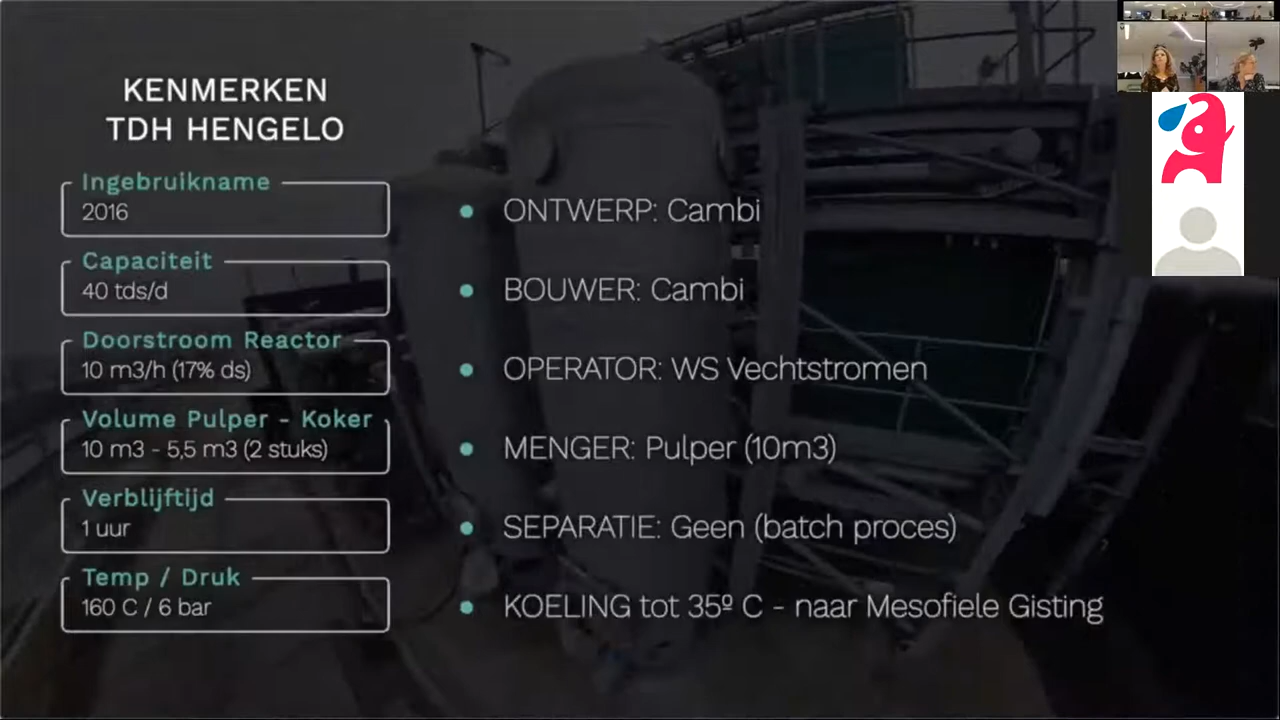 KENMERKEN
TDH HENGELO
Ingebruikname
2016
Capaciteit
40 tds/d
Doorstroom Reactor
10 m3/h (17% ds)
Volume Pulper - Koker
10 m3 - 5,5 m3 (2 stuks)
Verblijftijd
1 uur
Temp / Druk
160 C / 6 bar
ONTWERP: Cambi
BOUWER: Cambi
OPERATOR: WS Vechtstromen
MENGER: Pulper (10m3)
SEPARATIE: Geen (batch proces)
KOELING tot 35º C - naar Mesofiele Gisting